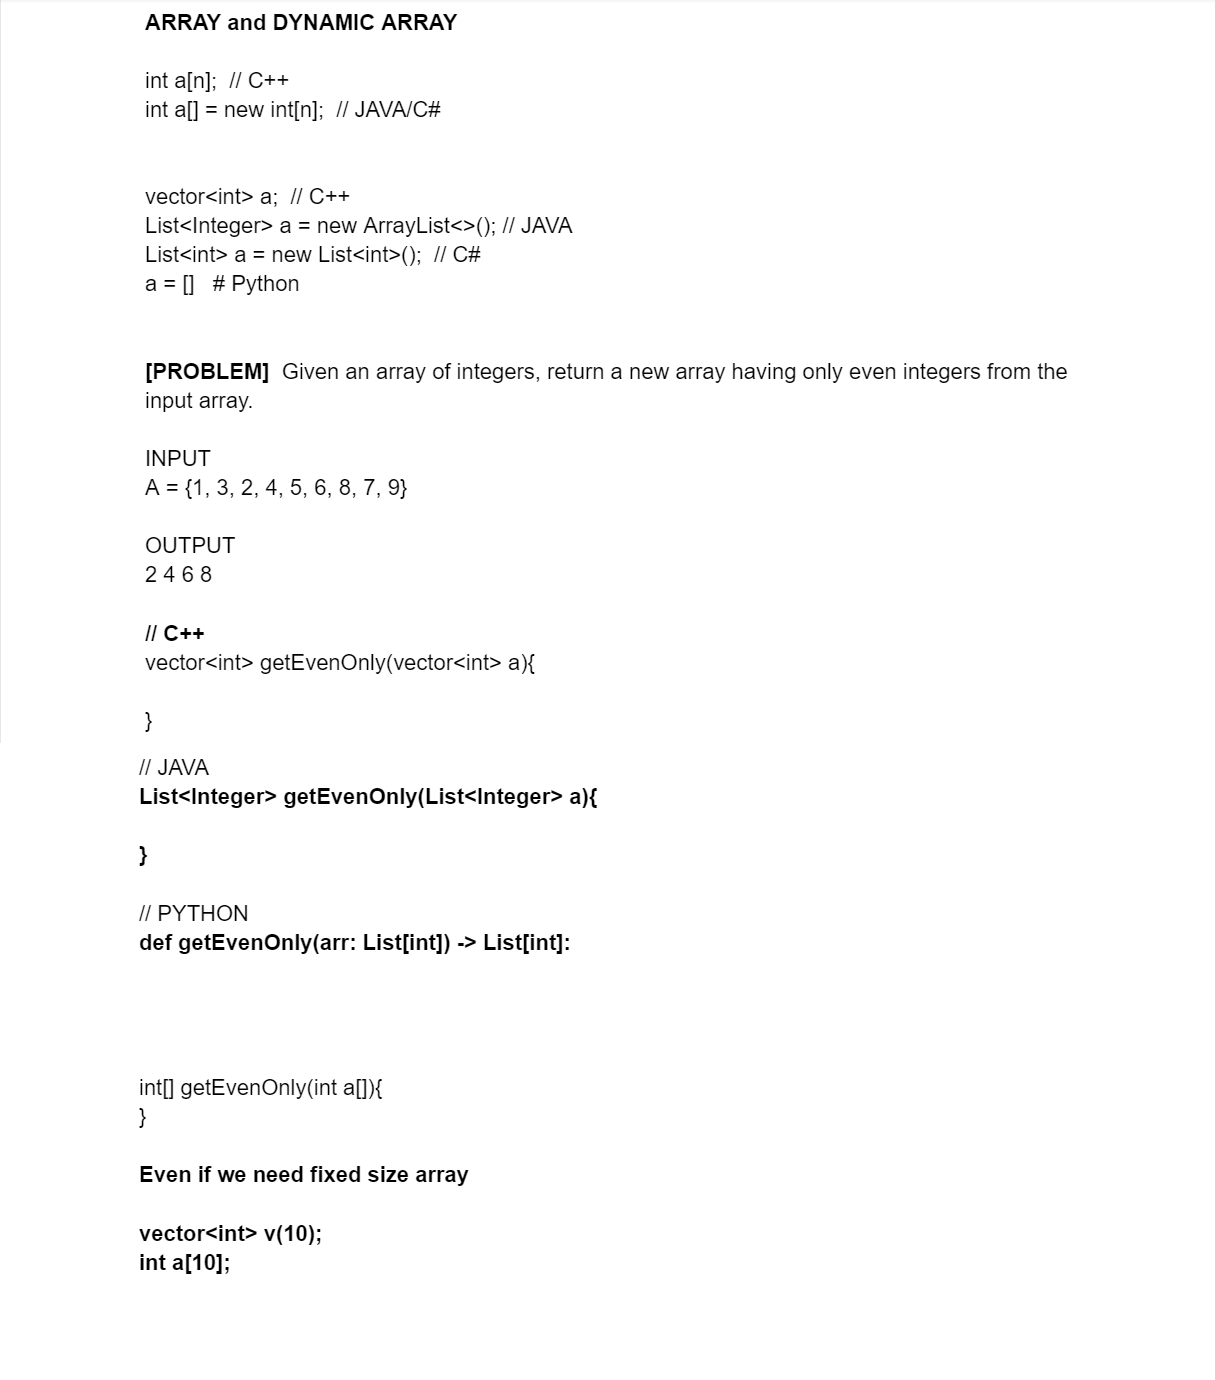 ARRAY and DYNAMIC ARRAY
int a[n];  // C++
int a[] = new int[n];  // JAVA/C#
vector<int> a;  // C++
List<Integer> a = new ArrayList<>(); // JAVA
List<int> a = new List<int>();  // C#
a = []   # Python
[PROBLEM]  Given an array of integers, return a new array having only even integers from the
input array.
INPUT
A = {1, 3, 2, 4, 5, 6, 8, 7, 9}
OUTPUT
2 4 6 8
// C++
vector<int> getEvenOnly(vector<int> a){
}
// JAVA
List<Integer> getEvenOnly(List<Integer> a){
}
// PYTHON
def getEvenOnly(arr: List[int]) -> List[int]:
int[] getEvenOnly(int a[]){
}
Even if we need fixed size array
vector<int> v(10);
int a[10];